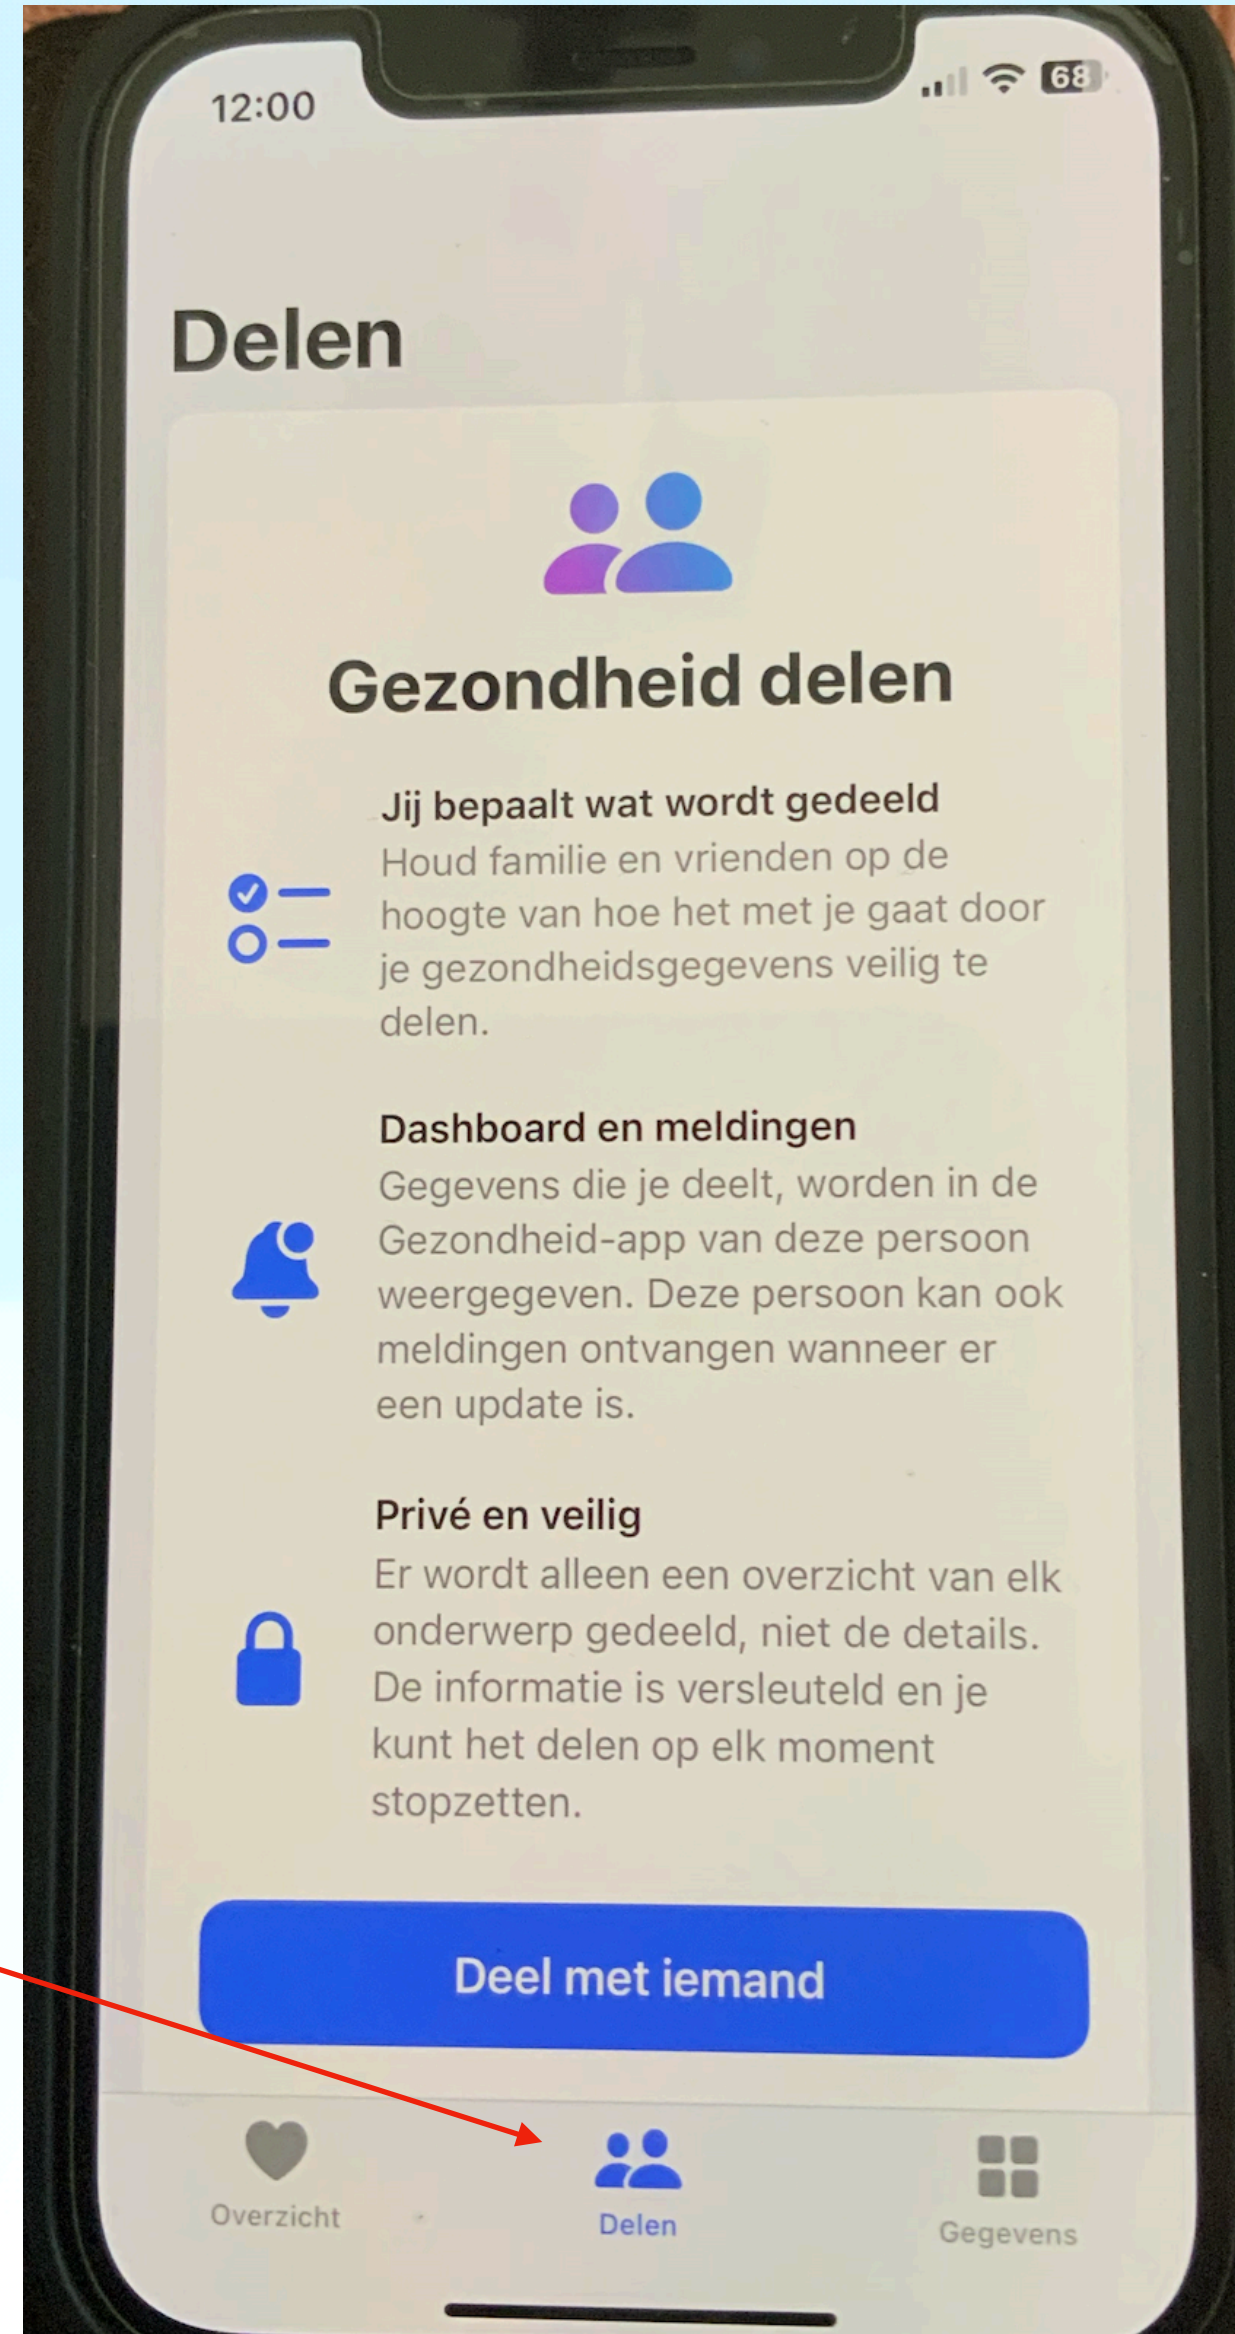 12:00
68
Delen
Gezondheid delen
Jij bepaalt wat wordt gedeeld
Houd familie en vrienden op de
hoogte van hoe het met je gaat door
je gezondheidsgegevens veilig te
delen.
Dashboard en meldingen
Gegevens die je deelt, worden in de
Gezondheid-app van deze persoon
weergegeven. Deze persoon kan ook
meldingen ontvangen wanneer er
een update is.
Privé en veilig
Er wordt alleen een overzicht van elk
onderwerp gedeeld, niet de details.
De informatie is versleuteld en je
kunt het delen op elk moment
stopzetten.
Deel met iemand
Overzicht
Delen
Gegevens